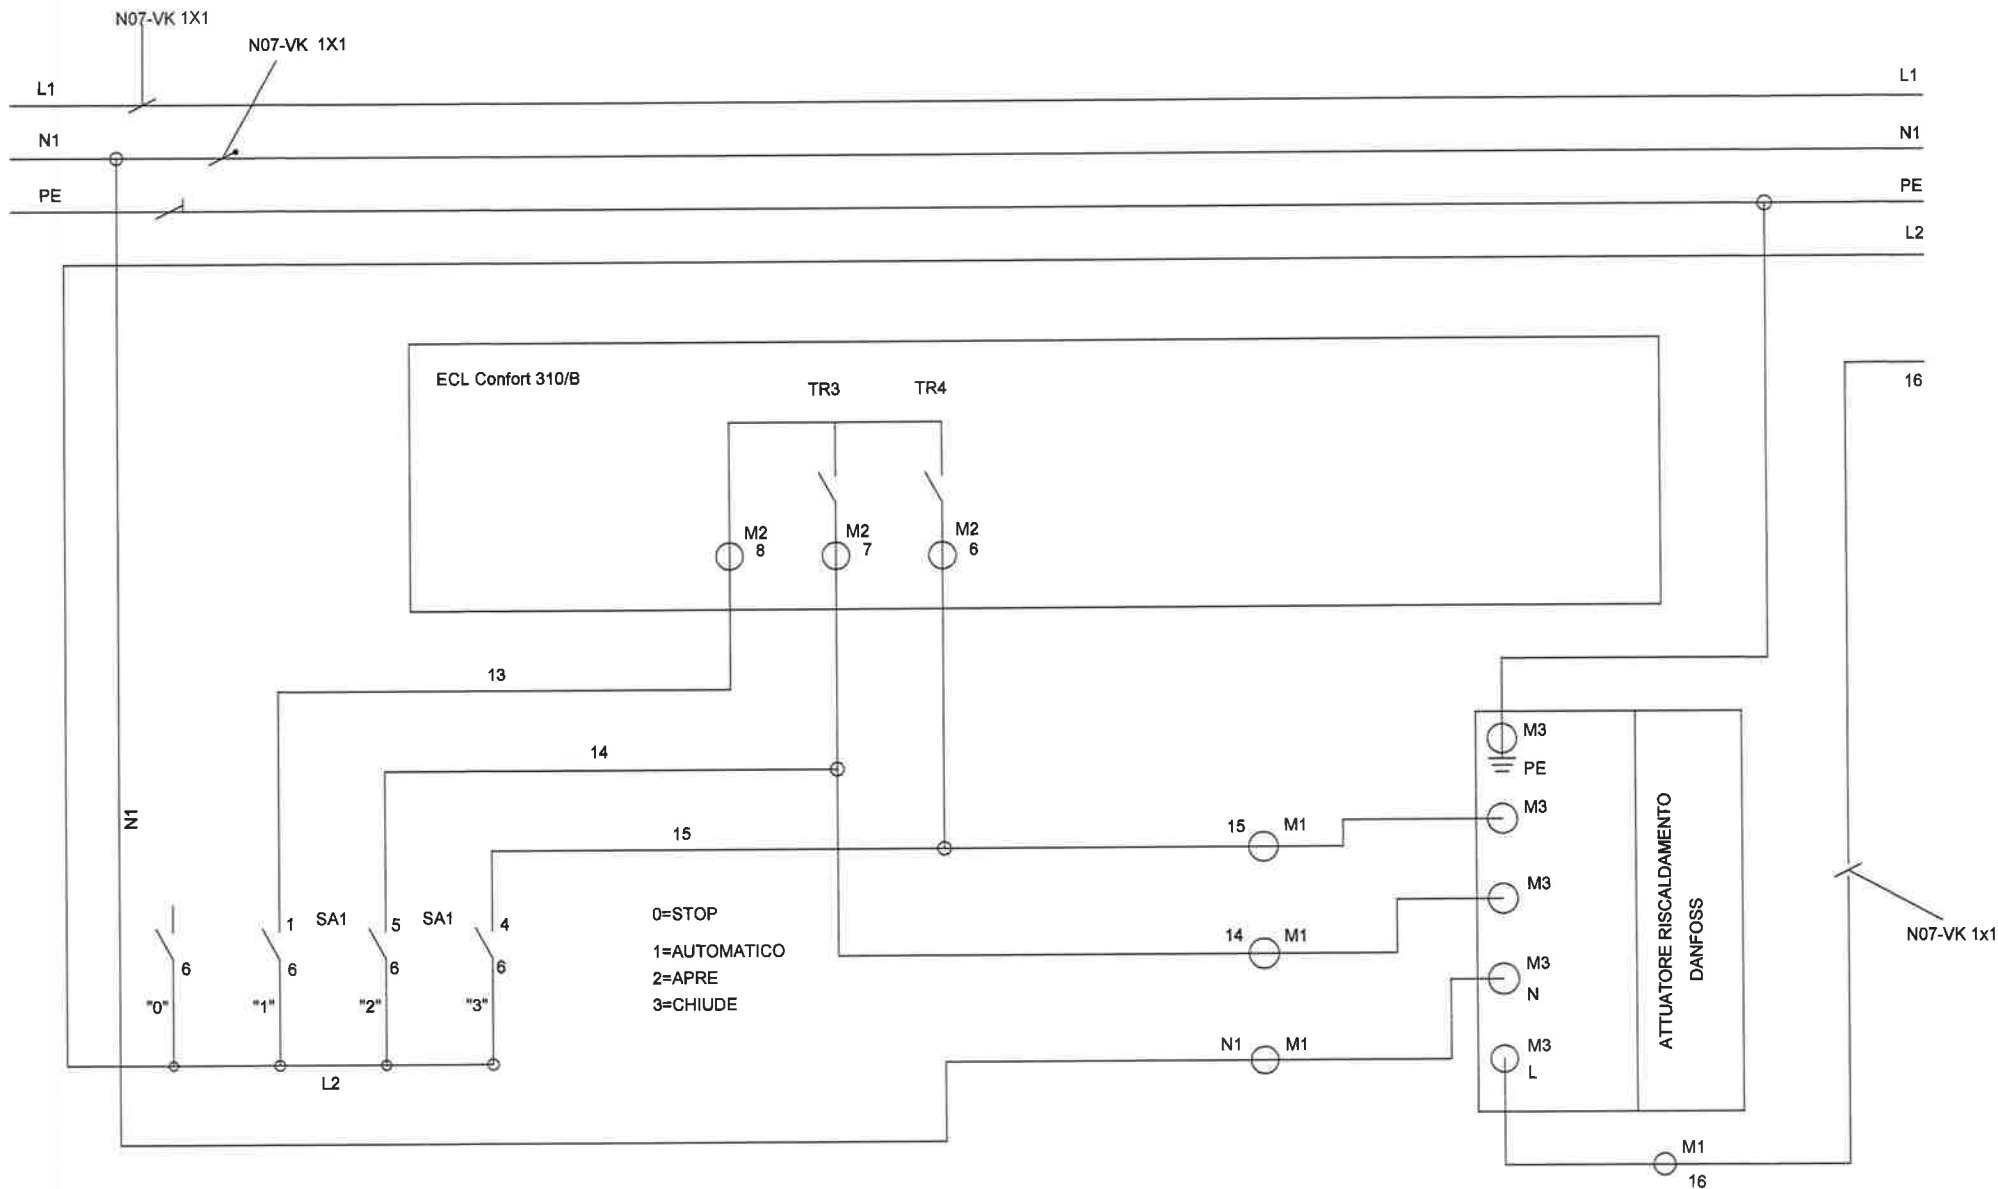 N07-VK 1X1
N07-VK 1X1
L1
L1
N1
N1
PE
PE
L2
ECL Confort 310/B
TR3
TR4
16
M2
8
M2
7
M2
6
13
14
15
N1
M3
PE
M3
M3
M3
N
M3
L
ATTUATORE RISCALDAMENTO
DANFOSS
15
M1
14
M1
N1
M1
M1
16
N07-VK 1x1
1
SA1
5
SA1
4
6
6
6
6
"0"
"1"
"2"
"3"
L2
0=STOP
1=AUTOMATICO
2=APRE
3=CHIUDE